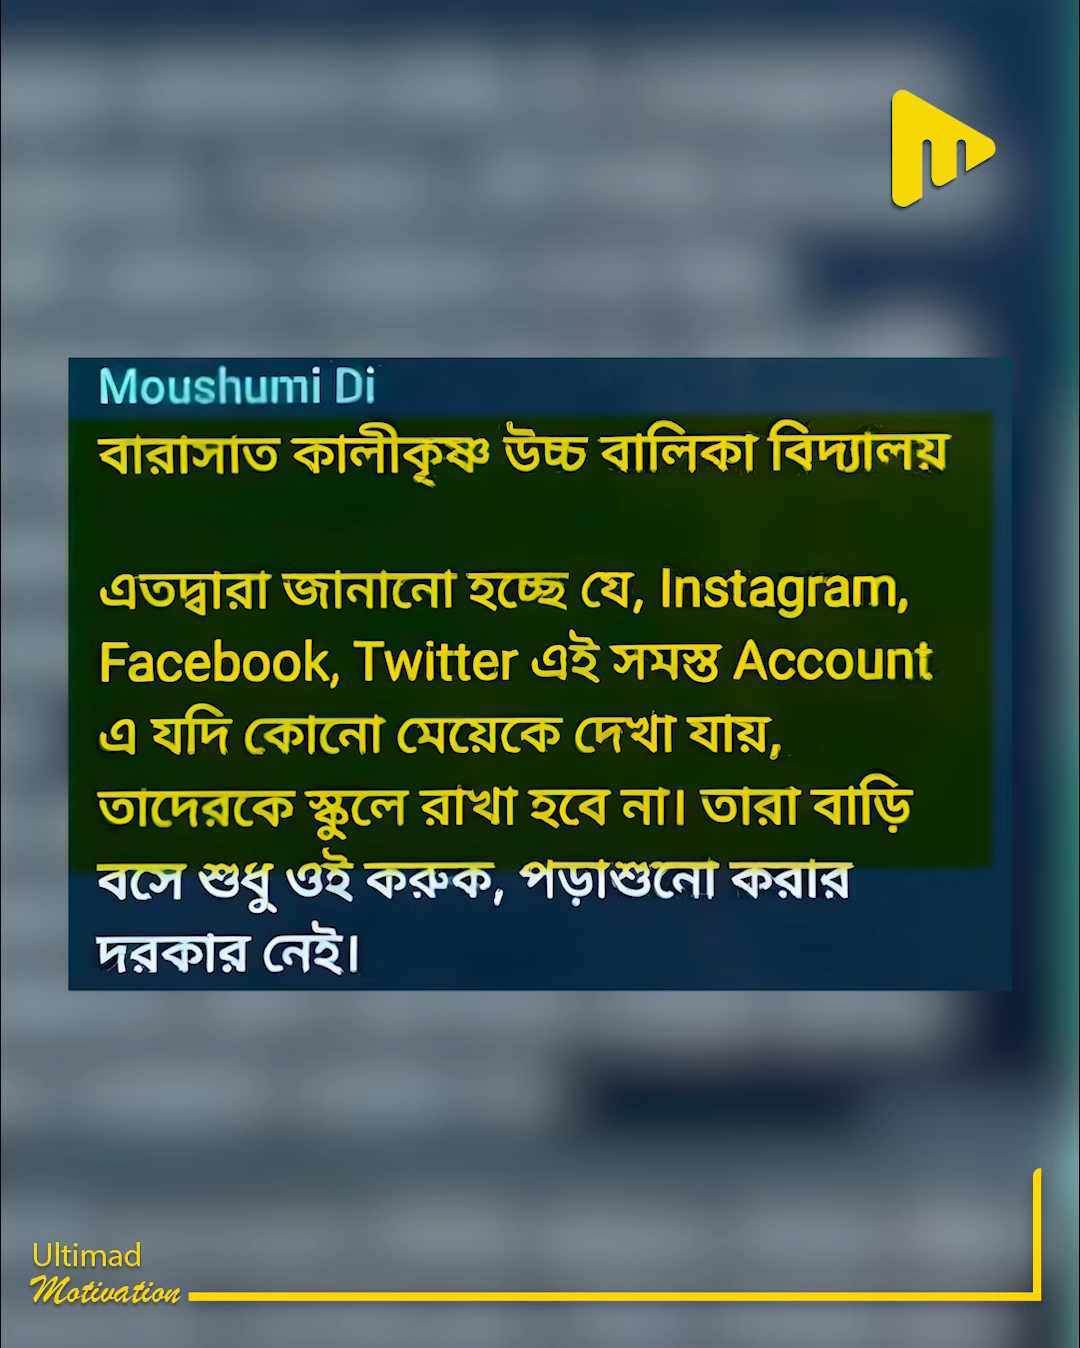 Moushumi Di
বারাসাত কালীকৃষ্ণ উচ্চ বালিকা বিদ্যালয়
এতদ্বারা জানানো হচ্ছে যে, Instagram,
Facebook, Twitter এই সমস্ত Account
এ যদি কোনো মেয়েকে দেখা যায়,
তাদেরকে স্কুলে রাখা হবে না। তারা বাড়ি
বসে শুধু ওই করুক, পড়াশুনো করার
দরকার নেই।
Ultimad
Motivation